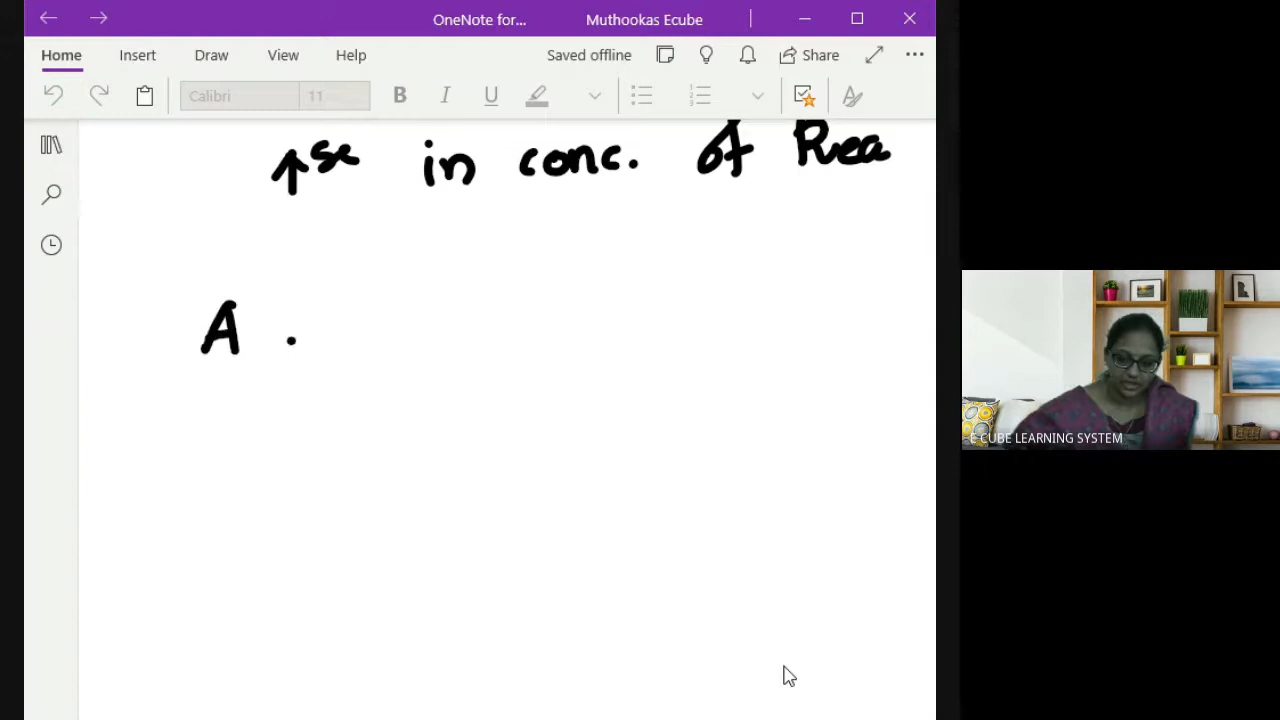 OneNote for...
Muthookas Ecube
Home Insert Draw View Help Saved offline Share
Calibri 11 B I U
↑se in conc. of Rea
A .
E CUBE LEARNING SYSTEM